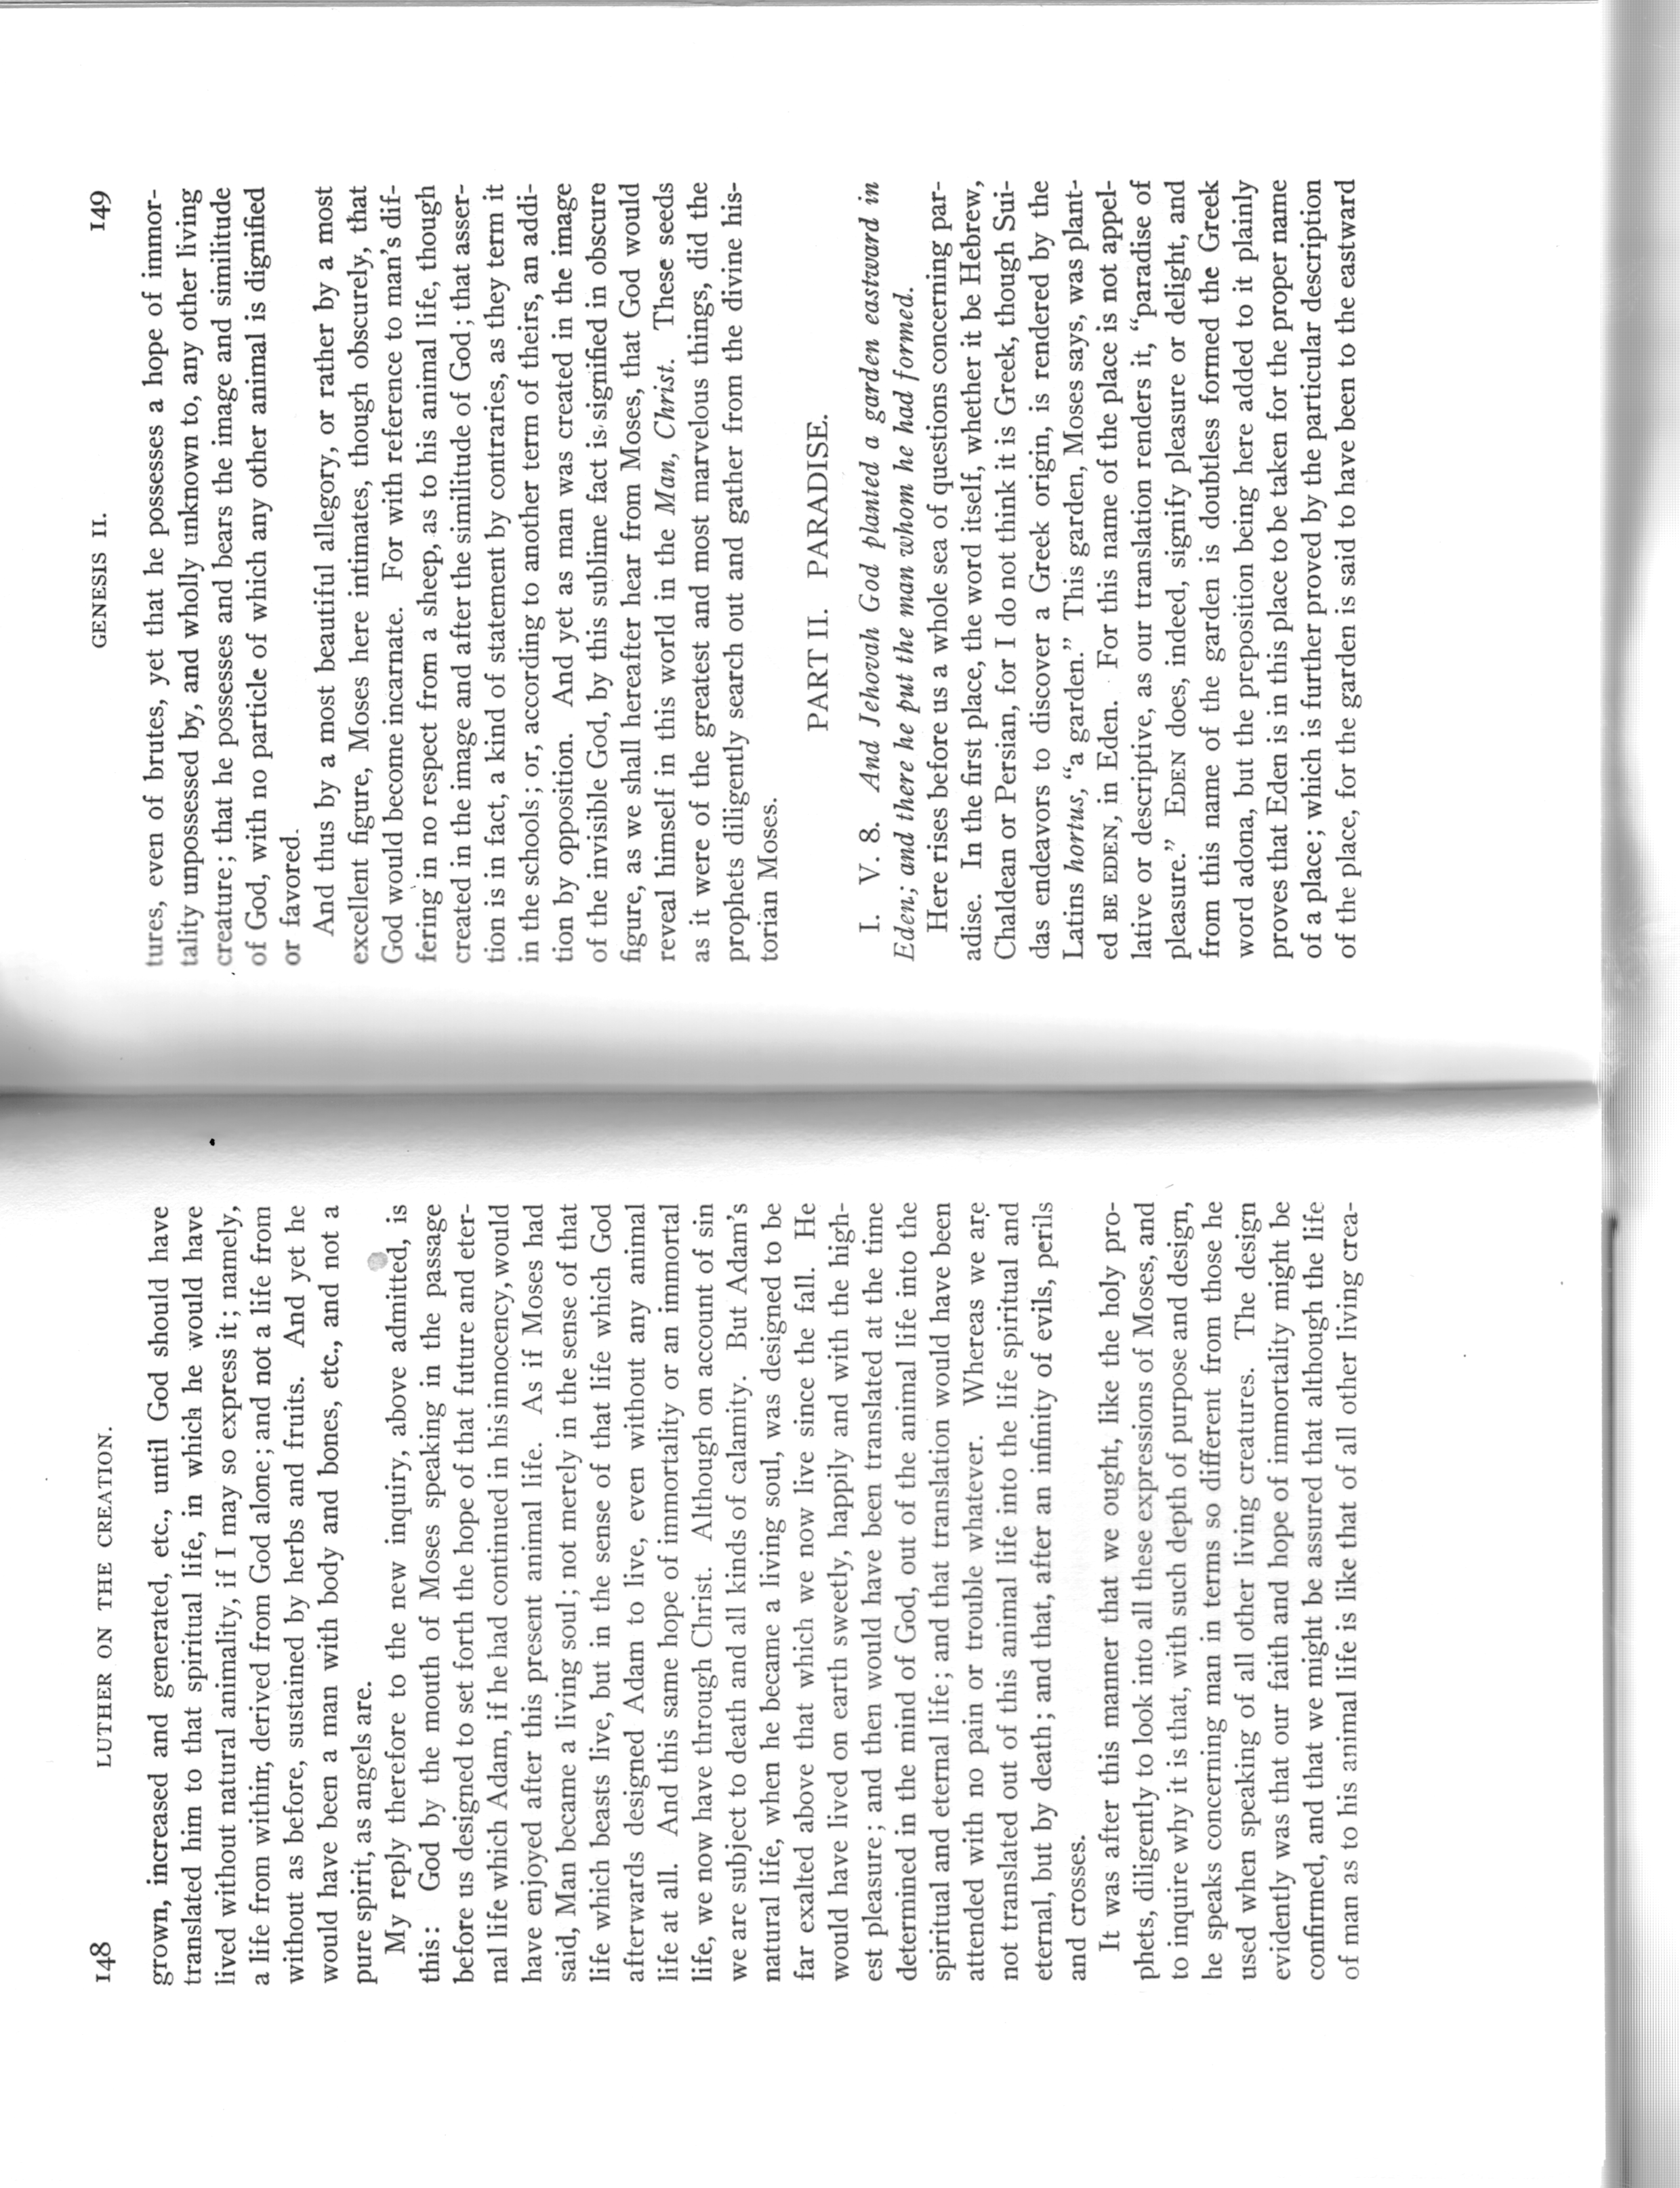 148 LUTHER ON THE CREATION.
grown, increased and generated, etc., until God should have
translated him to that spiritual life, in which he would have
lived without natural animality, if I may so express it; namely,
a life from within, derived from God alone; and not a life from
without as before, sustained by herbs and fruits. And yet he
would have been a man with body and bones, etc., and not a
pure spirit, as angels are.
My reply therefore to the new inquiry, above admitted, is
this: God by the mouth of Moses speaking in the passage
before us designed to set forth the hope of that future and eter-
nal life which Adam, if he had continued in his innocency, would
have enjoyed after this present animal life. As if Moses had
said, Man became a living soul; not merely in the sense of that
life which beasts live, but in the sense of that life which God
afterwards designed Adam to live, even without any animal
life at all. And this same hope of immortality or an immortal
life, we now have through Christ. Although on account of sin
we are subject to death and all kinds of calamity. But Adam's
natural life, when he became a living soul, was designed to be
far exalted above that which we now live since the fall. He
would have lived on earth sweetly, happily and with the high-
est pleasure; and then would have been translated at the time
determined in the mind of God, out of the animal life into the
spiritual and eternal life; and that translation would have been
attended with no pain or trouble whatever. Whereas we are
not translated out of this animal life into the life spiritual and
eternal, but by death; and that, after an infinity of evils, perils
and crosses.
It was after this manner that we ought, like the holy pro-
phets, diligently to look into all these expressions of Moses, and
to inquire why it is that, with such depth of purpose and design,
he speaks concerning man in terms so different from those he
used when speaking of all other living creatures. The design
evidently was that our faith and hope of immortality might be
confirmed, and that we might be assured that although the life
of man as to his animal life is like that of all other living crea-
GENESIS II. 149
tures, even of brutes, yet that he possesses a hope of immor-
tality unpossessed by, and wholly unknown to, any other living
creature; that he possesses and bears the image and similitude
of God, with no particle of which any other animal is dignified
or favored.
And thus by a most beautiful allegory, or rather by a most
excellent figure, Moses here intimates, though obscurely, that
God would become incarnate. For with reference to man's dif-
fering in no respect from a sheep, as to his animal life, though
created in the image and after the similitude of God; that asser-
tion is in fact, a kind of statement by contraries, as they term it
in the schools; or, according to another term of theirs, an addi-
tion by opposition. And yet as man was created in the image
of the invisible God, by this sublime fact is signified in obscure
figure, as we shall hereafter hear from Moses, that God would
reveal himself in this world in the Man, Christ. These seeds
as it were of the greatest and most marvelous things, did the
prophets diligently search out and gather from the divine his-
torian Moses.
PART II. PARADISE.
I. V. 8. And Jehovah God planted a garden eastward in
Eden; and there he put the man whom he had formed.
Here rises before us a whole sea of questions concerning par-
adise. In the first place, the word itself, whether it be Hebrew,
Chaldean or Persian, for I do not think it is Greek, though Sui-
das endeavors to discover a Greek origin, is rendered by the
Latins hortus, “a garden.” This garden, Moses says, was plant-
ed BE EDEN, in Eden. For this name of the place is not appel-
lative or descriptive, as our translation renders it, “paradise of
pleasure.” EDEN does, indeed, signify pleasure or delight, and
from this name of the garden is doubtless formed the Greek
word adona, but the preposition being here added to it plainly
proves that Eden is in this place to be taken for the proper name
of a place; which is further proved by the particular description
of the place, for the garden is said to have been to the eastward